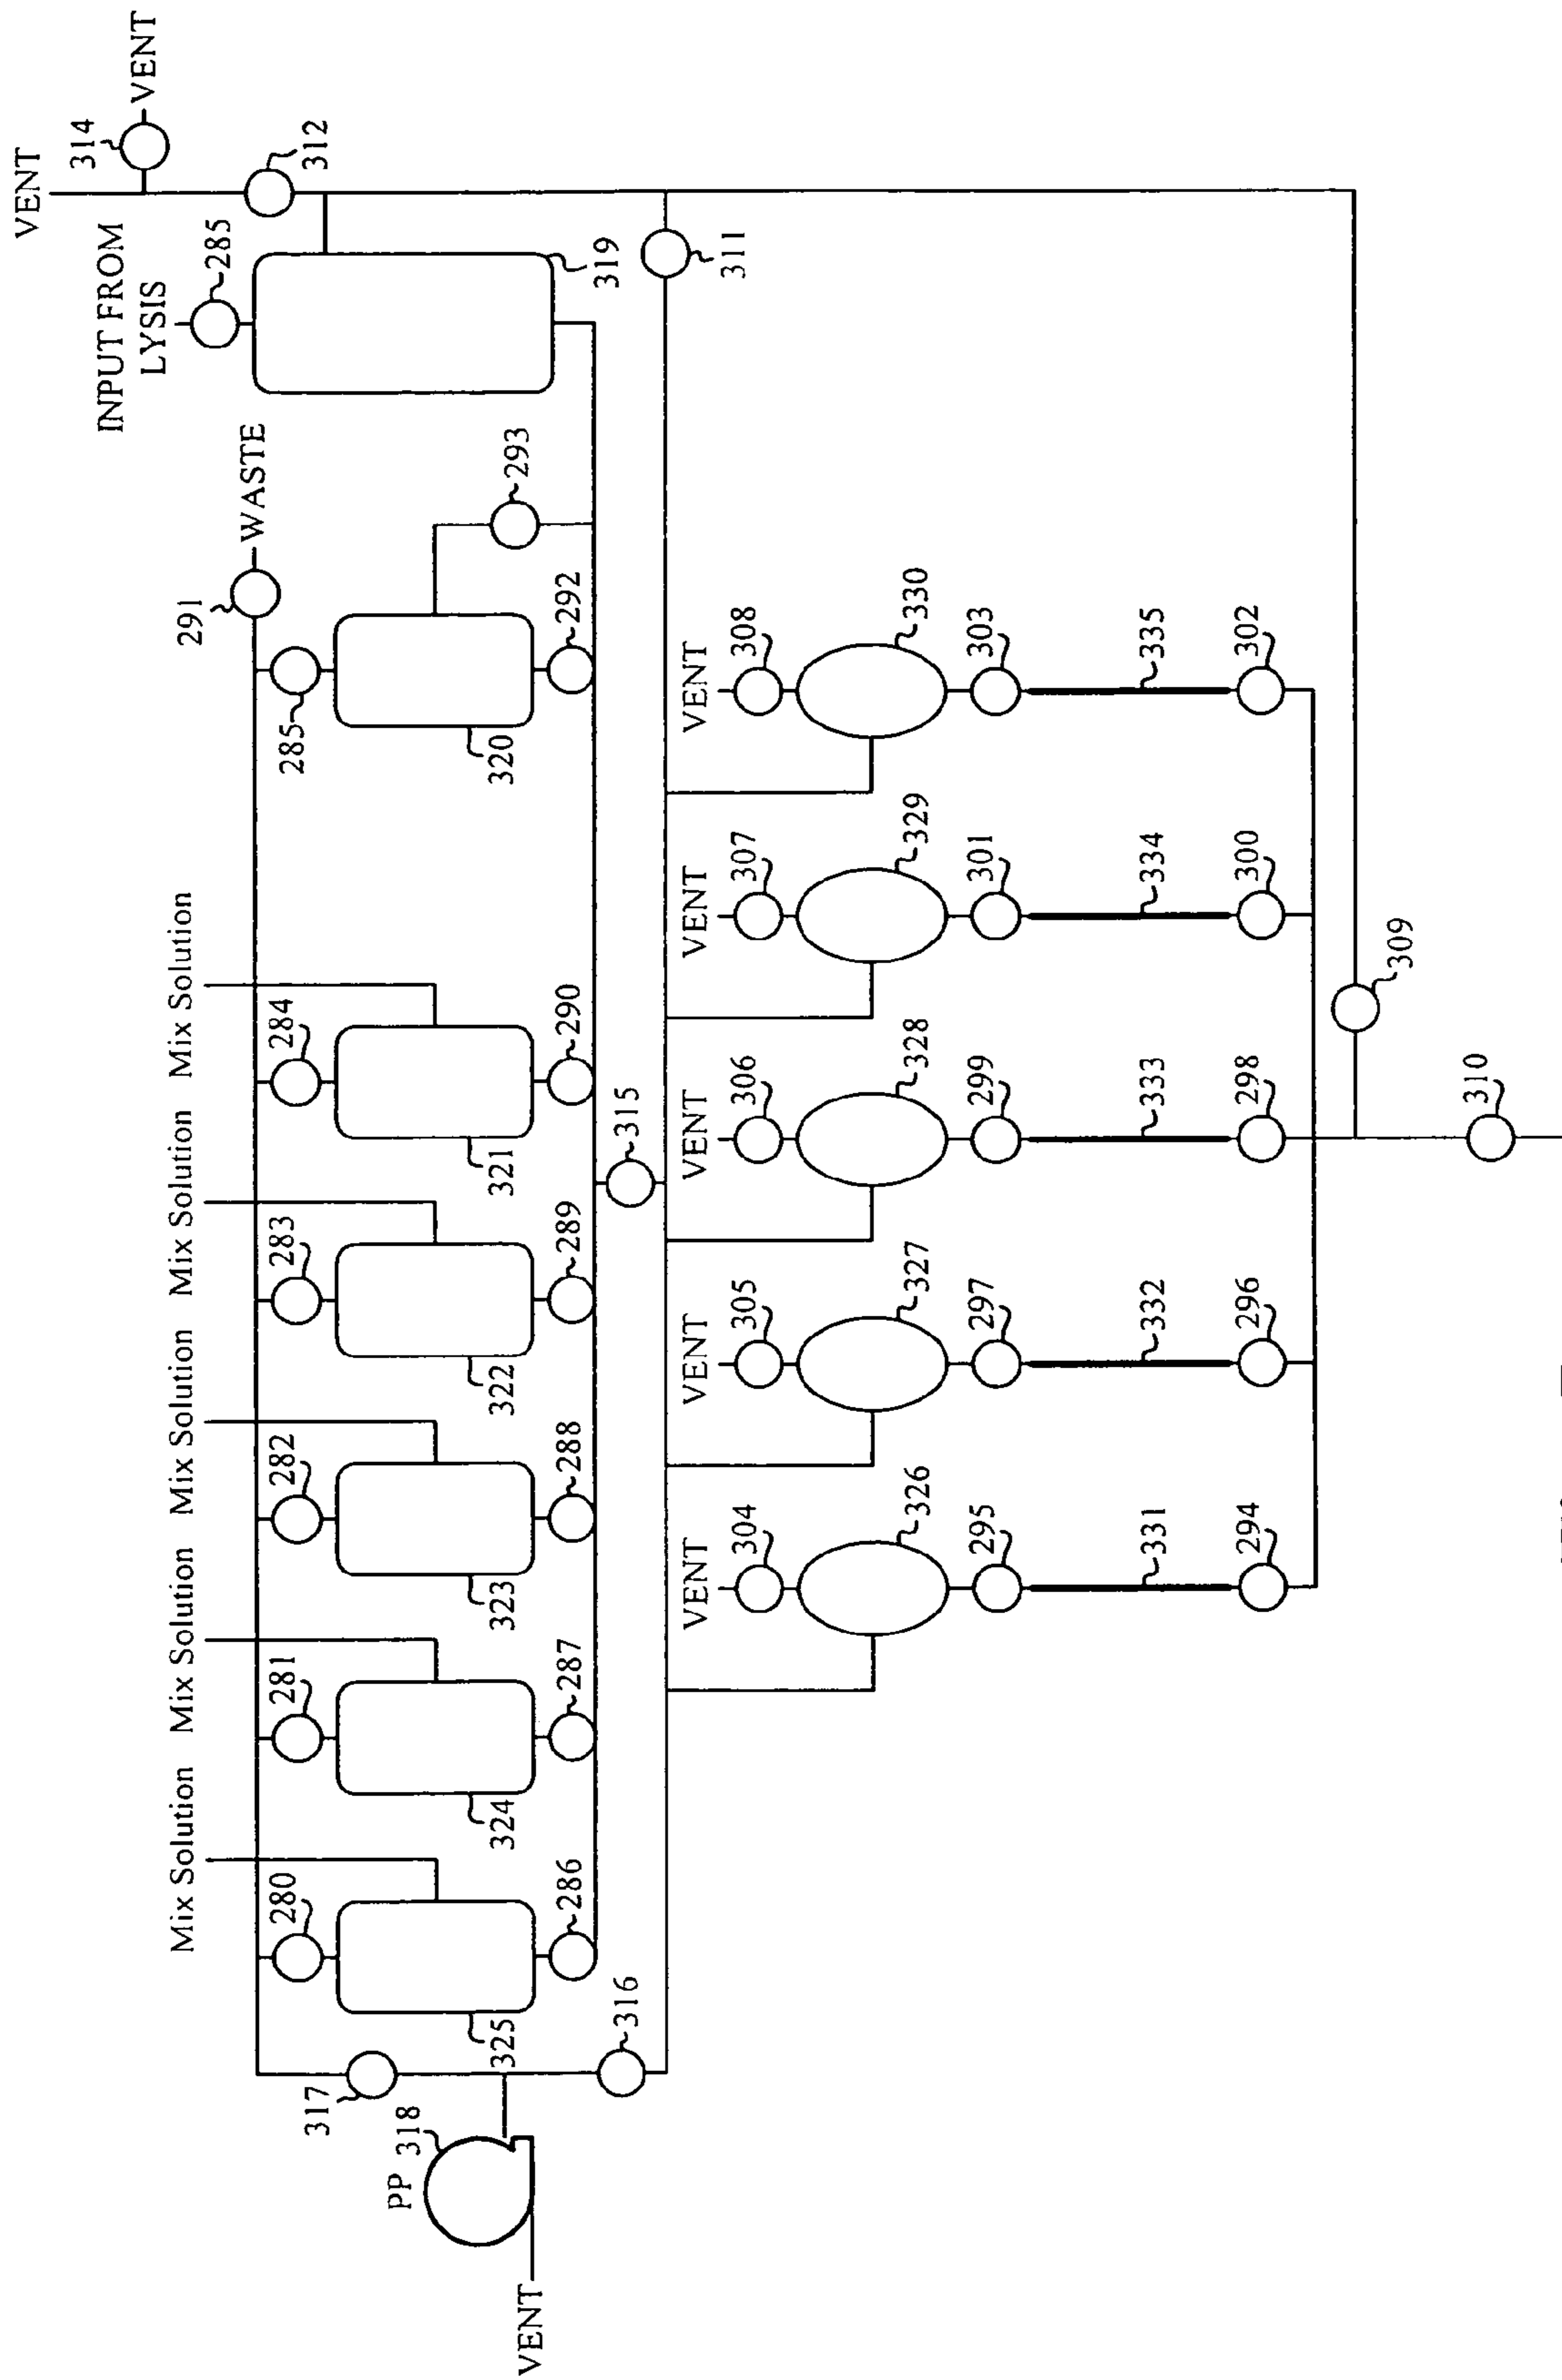 VENT
314
VENT
INPUT FROM
LYSIS
312
285
Mix Solution Mix Solution Mix Solution Mix Solution Mix Solution
291
WASTE
280 281 282 283 284 285
317
PP 318
325 324 323 322 321 320 293
VENT
286 287 288 289 290 292
319
316 315
VENT VENT VENT VENT VENT
304 305 306 307 308 311
326 327 328 329 330
295 297 299 301 303
331 332 333 334 335
294 296 298 300 302
309
310